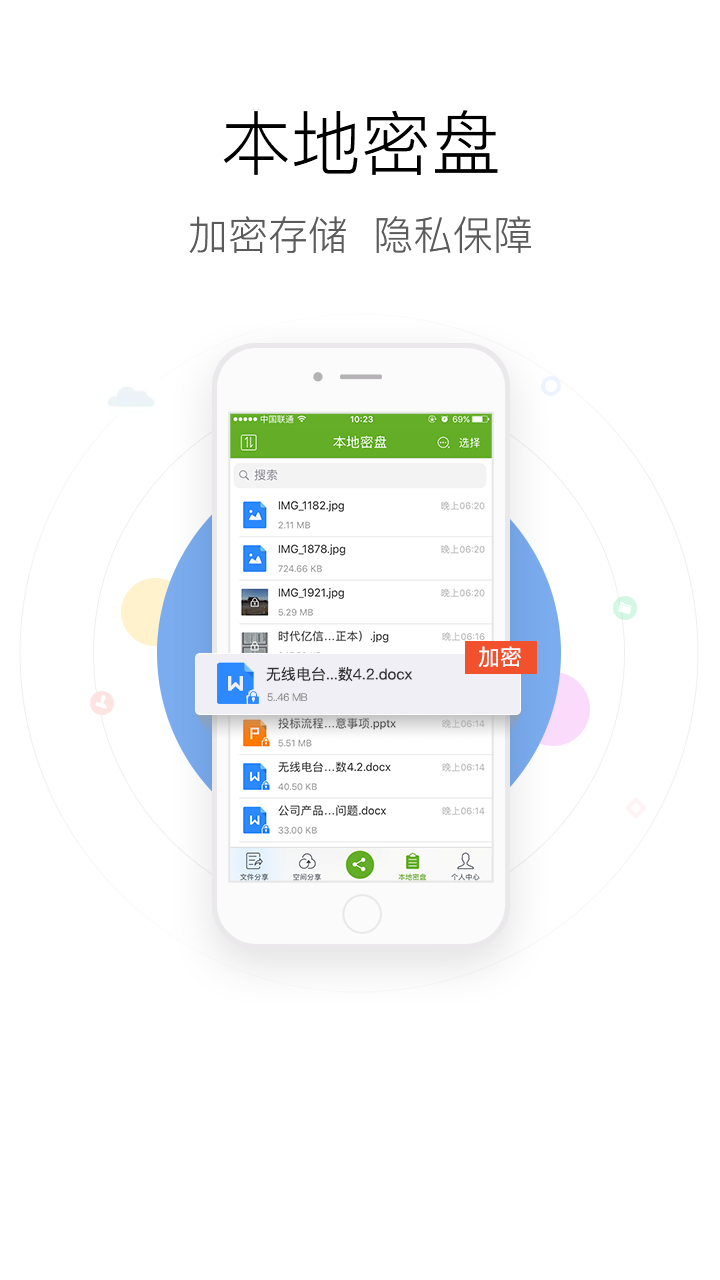 本地密盘
加密存储 隐私保障
中国联通 10:23 69%
本地密盘 选择
搜索
IMG_1182.jpg 晚上06:20
2.11 MB
IMG_1878.jpg 晚上06:20
724.66 KB
IMG_1921.jpg 晚上06:20
5.29 MB
时代亿信...正本）.jpg 晚上06:16
加密
无线电台...数4.2.docx
5..46 MB
投标流程...意事项.pptx 晚上06:14
5.51 MB
无线电台...数4.2.docx 晚上06:14
40.50 KB
公司产品...问题.docx 晚上06:14
33.00 KB
文件分享 空间分享 本地密盘 个人中心